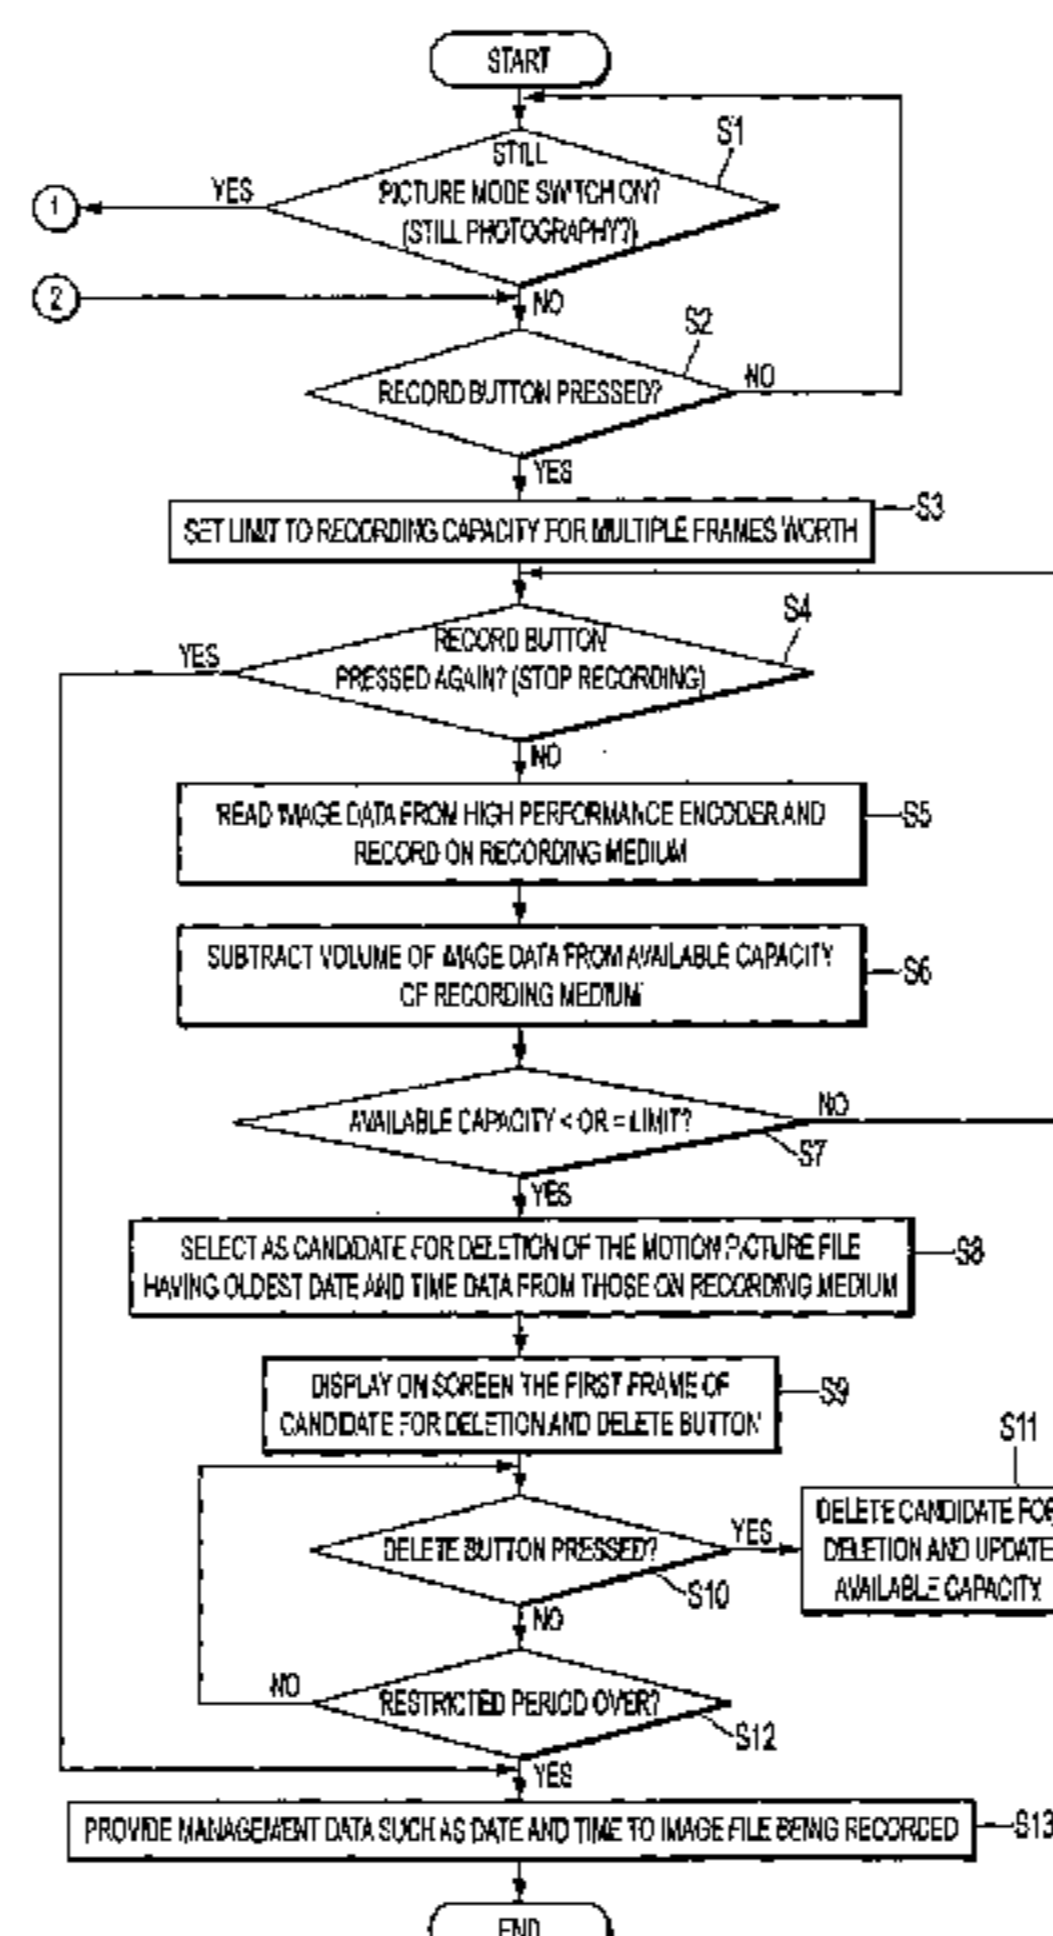 START
S1
STILL
PICTURE MODE SWITCH ON?
(STILL PHOTOGRAPHY?)
YES
1
2
NO
S2
RECORD BUTTON PRESSED?
NO
YES
S3
SET LIMIT TO RECORDING CAPACITY FOR MULTIPLE FRAMES WORTH
S4
RECORD BUTTON
PRESSED AGAIN? (STOP RECORDING)
YES
NO
READ IMAGE DATA FROM HIGH PERFORMANCE ENCODER AND
RECORD ON RECORDING MEDIUM
S5
SUBTRACT VOLUME OF IMAGE DATA FROM AVAILABLE CAPACITY
OF RECORDING MEDIUM
S6
AVAILABLE CAPACITY < OR = LIMIT?
NO
S7
YES
SELECT AS CANDIDATE FOR DELETION OF THE MOTION PICTURE FILE
HAVING OLDEST DATE AND TIME DATA FROM THOSE ON RECORDING MEDIUM
S8
DISPLAY ON SCREEN THE FIRST FRAME OF
CANDIDATE FOR DELETION AND DELETE BUTTON
S9
S11
DELETE BUTTON PRESSED?
YES
S10
DELETE CANDIDATE FOR
DELETION AND UPDATE
AVAILABLE CAPACITY
NO
RESTRICTED PERIOD OVER?
NO
S12
YES
PROVIDE MANAGEMENT DATA SUCH AS DATE AND TIME TO IMAGE FILE BEING RECORDED
S13
END